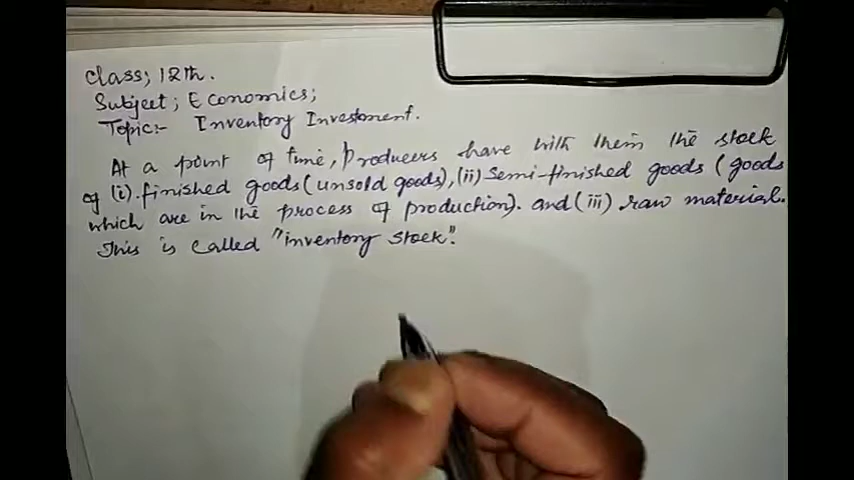 Class; 12th.
Subject; Economics;
Topic:- Inventory Investment.
At a point of time, producers have with them the stock
of (i). finished goods (unsold goods), (ii) semi-finished goods (goods
which are in the process of production). and (iii) raw material.
This is called "inventory stock".